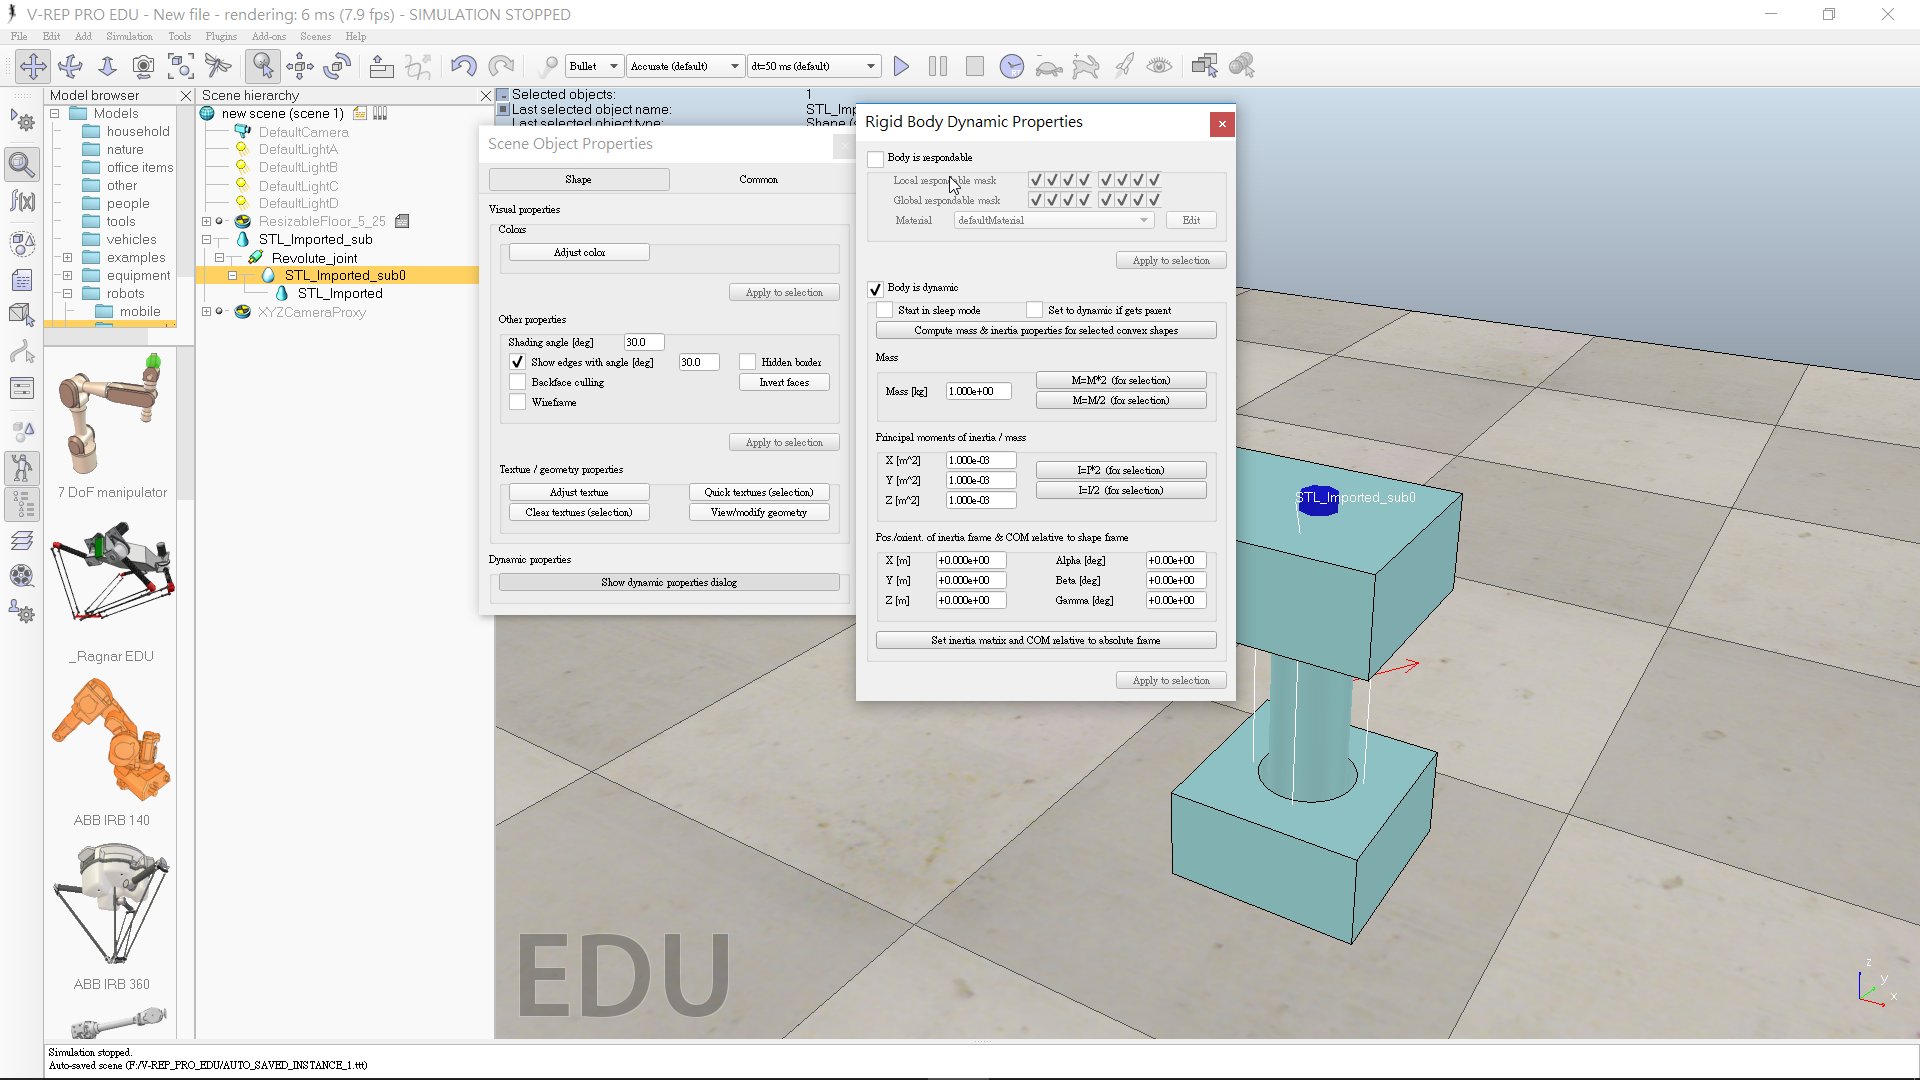 V-REP PRO EDU - New file - rendering: 6 ms (7.9 fps) - SIMULATION STOPPED
File Edit Add Simulation Tools Plugins Add-ons Scenes Help
Bullet Accurate (default) dt=50 ms (default)
Model browser
Models
household
nature
office items
other
people
tools
vehicles
examples
equipment
robots
mobile
7 DoF manipulator
_Ragnar EDU
ABB IRB 140
ABB IRB 360
Scene hierarchy
new scene (scene 1)
DefaultCamera
DefaultLightA
DefaultLightB
DefaultLightC
DefaultLightD
ResizableFloor_5_25
STL_Imported_sub
Revolute_joint
STL_Imported_sub0
STL_Imported
XYZCameraProxy
Selected objects: 1
Last selected object name: STL_Imp
Last selected object type: Shape (s
Scene Object Properties
Shape Common
Visual properties
Colors
Adjust color
Apply to selection
Other properties
Shading angle [deg] 30.0
Show edges with angle [deg] 30.0 Hidden border
Backface culling Invert faces
Wireframe
Apply to selection
Texture / geometry properties
Adjust texture Quick textures (selection)
Clear textures (selection) View/modify geometry
Dynamic properties
Show dynamic properties dialog
Rigid Body Dynamic Properties
Body is respondable
Local respondable mask
Global respondable mask
Material defaultMaterial Edit
Apply to selection
Body is dynamic
Start in sleep mode Set to dynamic if gets parent
Compute mass & inertia properties for selected convex shapes
Mass
Mass [kg] 1.000e+00 M=M*2 (for selection)
M=M/2 (for selection)
Principal moments of inertia / mass
X [m^2] 1.000e-03 I=I*2 (for selection)
Y [m^2] 1.000e-03 I=I/2 (for selection)
Z [m^2] 1.000e-03
Pos./orient. of inertia frame & COM relative to shape frame
X [m] +0.000e+00 Alpha [deg] +0.00e+00
Y [m] +0.000e+00 Beta [deg] +0.00e+00
Z [m] +0.000e+00 Gamma [deg] +0.00e+00
Set inertia matrix and COM relative to absolute frame
Apply to selection
STL_Imported_sub0
EDU
z
y
x
Simulation stopped.
Auto-saved scene (F:/V-REP_PRO_EDU/AUTO_SAVED_INSTANCE_1.ttt)